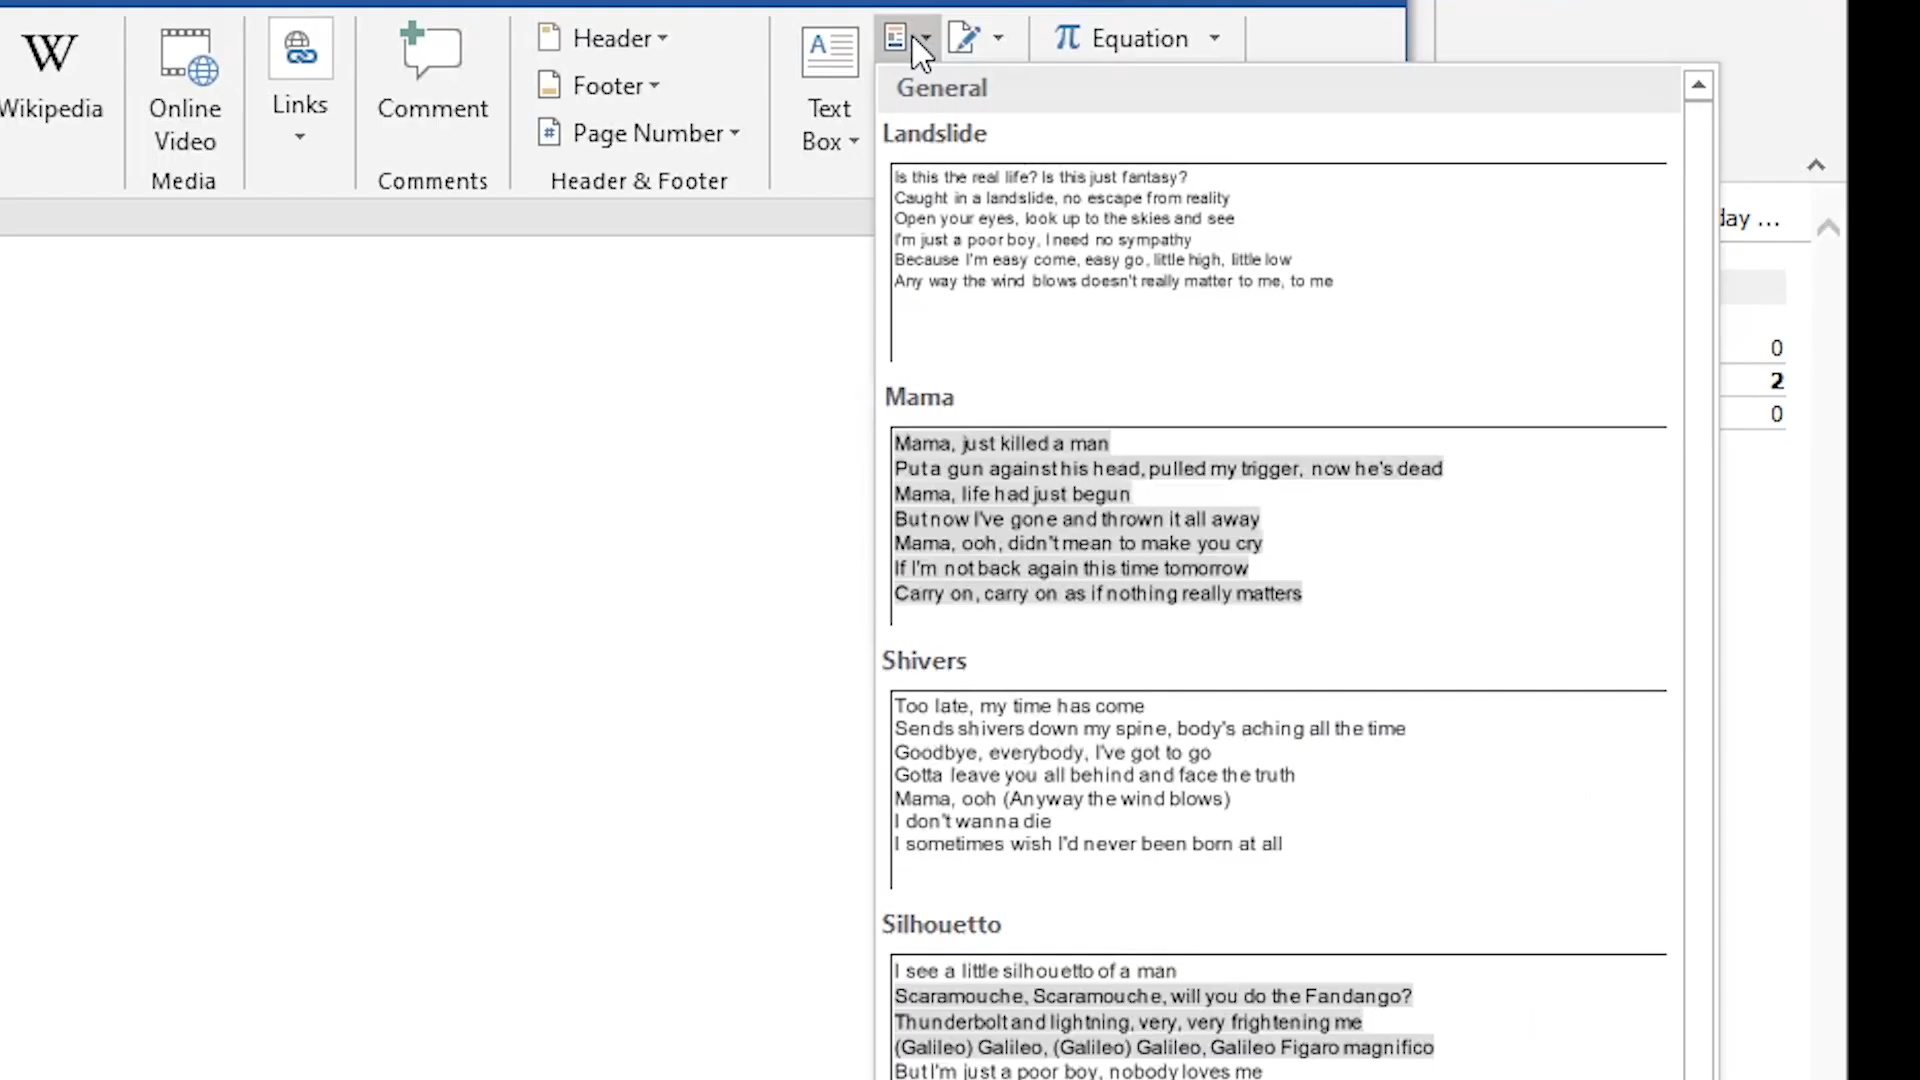 Wikipedia
Online
Video
Media
Links
Comment
Comments
Header
Footer
Page Number
Header & Footer
Text
Box
Equation
General
Landslide
Is this the real life? Is this just fantasy?
Caught in a landslide, no escape from reality
Open your eyes, look up to the skies and see
I'm just a poor boy, I need no sympathy
Because I'm easy come, easy go, little high, little low
Any way the wind blows doesn't really matter to me, to me
Mama
Mama, just killed a man
Put a gun against his head, pulled my trigger, now he's dead
Mama, life had just begun
But now I've gone and thrown it all away
Mama, ooh, didn't mean to make you cry
If I'm not back again this time tomorrow
Carry on, carry on as if nothing really matters
Shivers
Too late, my time has come
Sends shivers down my spine, body's aching all the time
Goodbye, everybody, I've got to go
Gotta leave you all behind and face the truth
Mama, ooh (Anyway the wind blows)
I don't wanna die
I sometimes wish I'd never been born at all
Silhouetto
I see a little silhouetto of a man
Scaramouche, Scaramouche, will you do the Fandango?
Thunderbolt and lightning, very, very frightening me
(Galileo) Galileo, (Galileo) Galileo, Galileo Figaro magnifico
But I'm just a poor boy, nobody loves me
day ...
0
2
0